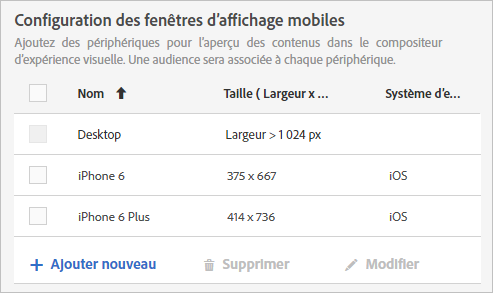 Configuration des fenêtres d'affichage mobiles
Ajoutez des périphériques pour l'aperçu des contenus dans le compositeur
d'expérience visuelle. Une audience sera associée à chaque périphérique.
Nom Taille ( Largeur x ... Système d'e...
Desktop Largeur > 1 024 px
iPhone 6 375 x 667 iOS
iPhone 6 Plus 414 x 736 iOS
+ Ajouter nouveau Supprimer Modifier